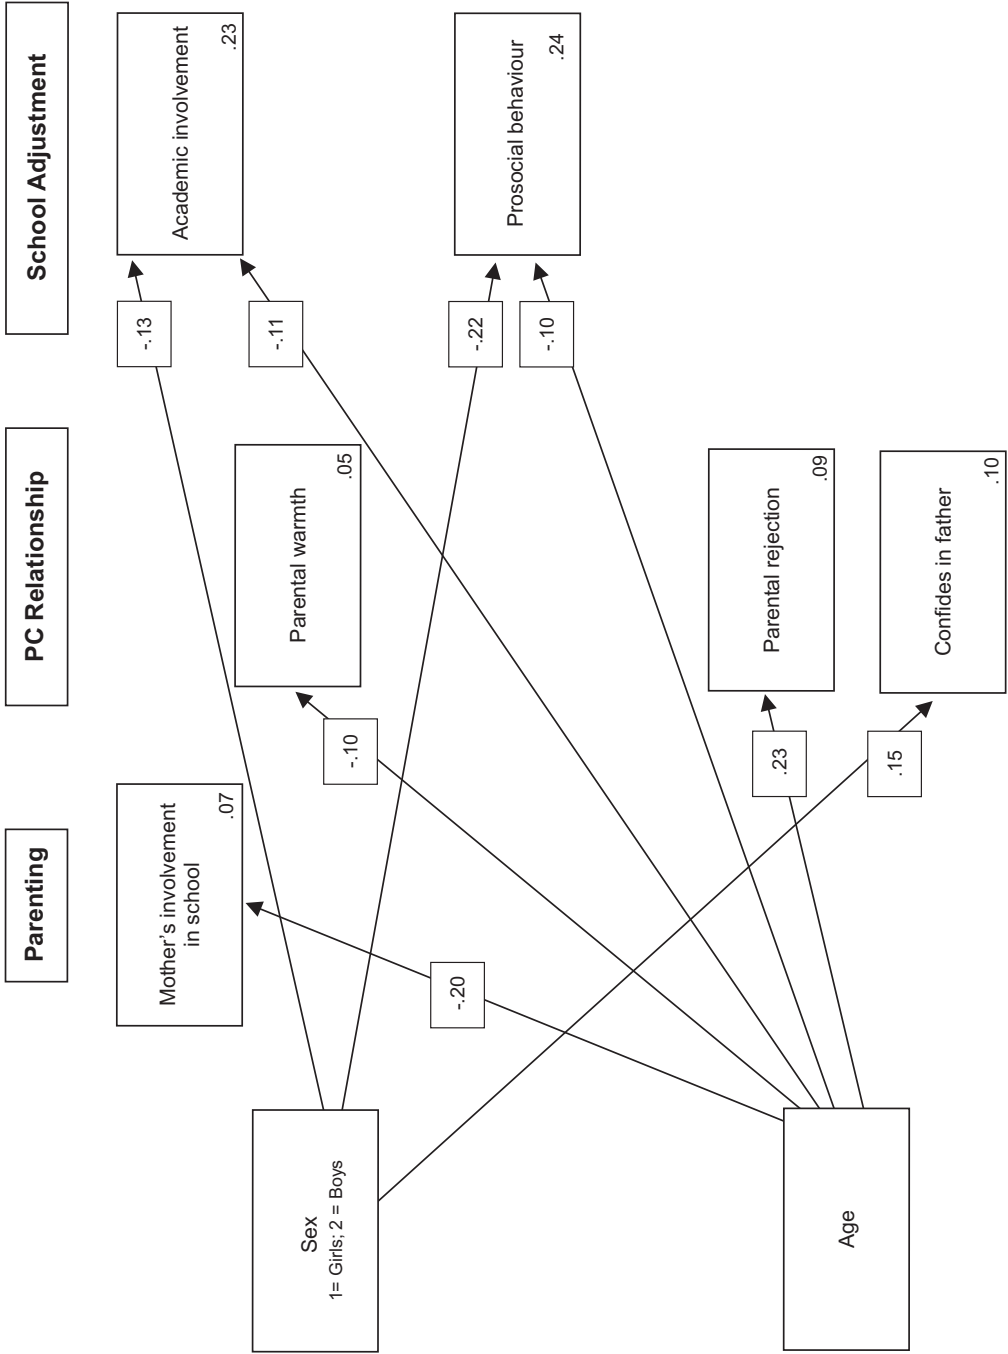 Parenting
PC Relationship
School Adjustment
Mother’s involvement
in school
.07
Academic involvement
.23
-.13
-.11
Parental warmth
.05
-.10
-.20
Sex
1= Girls; 2 = Boys
Prosocial behaviour
.24
-.22
-.10
Parental rejection
.09
.23
Age
Confides in father
.10
.15